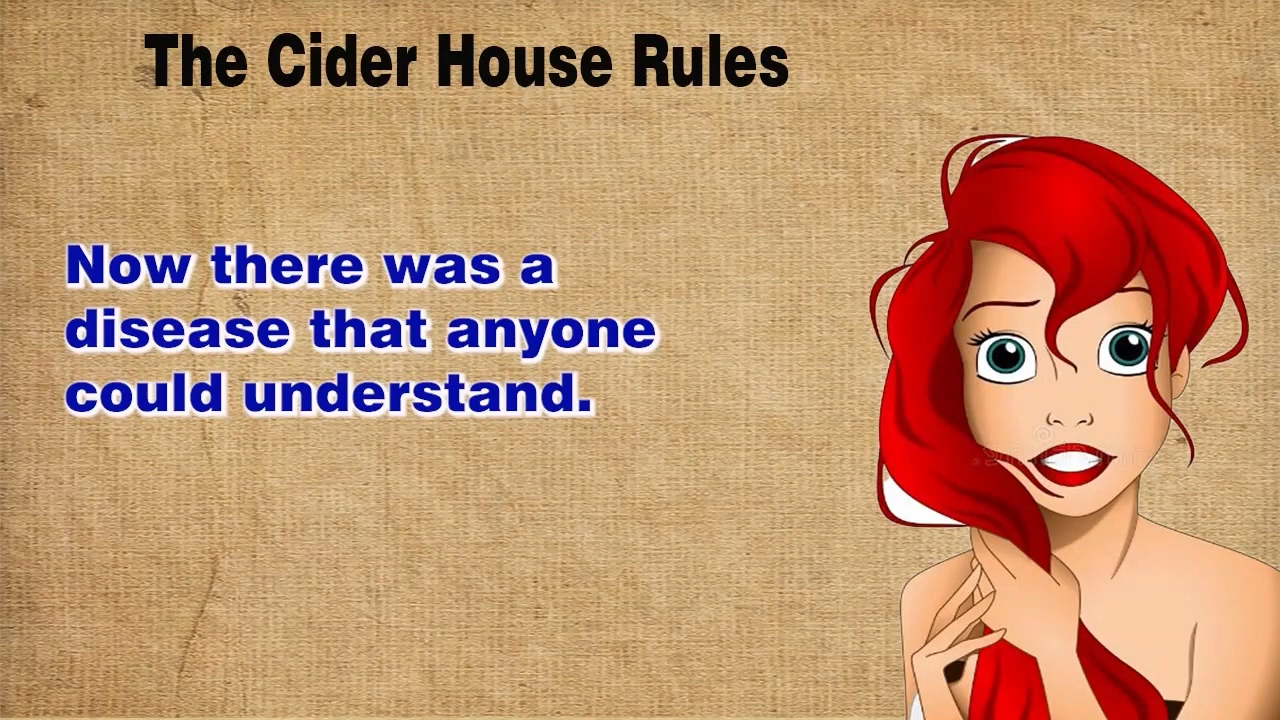 The Cider House Rules
Now there was a
disease that anyone
could understand.